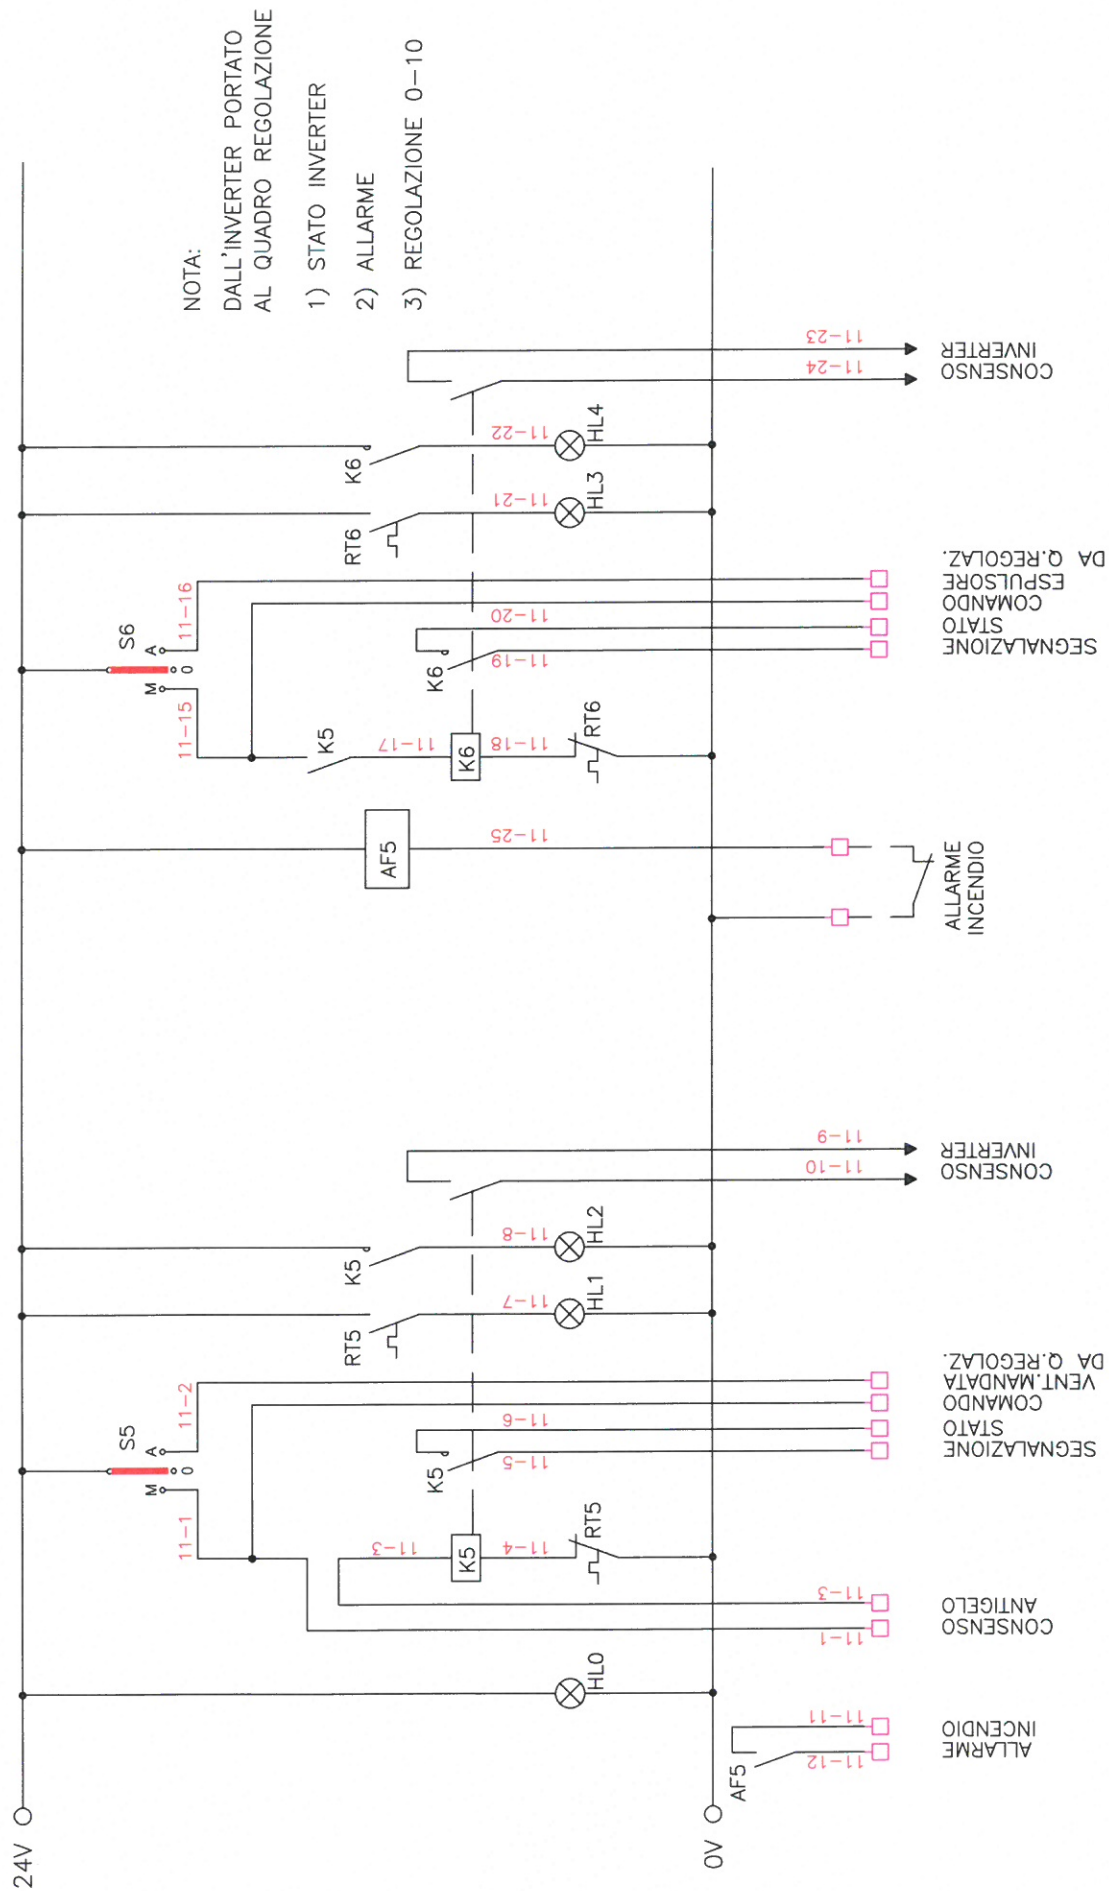 24V
0V
AF5
11-12
11-11
ALLARME
INCENDIO
HL0
11-1
11-3
CONSENSO
ANTIGELO
S5
M
0
A
11-1
11-2
11-3
K5
11-4
RT5
K5
11-5
11-6
SEGNALAZIONE
STATO
COMANDO
VENT.MANDATA
DA Q.REGOLAZ.
RT5
11-7
HL1
K5
11-8
HL2
11-10
11-9
CONSENSO
INVERTER
AF5
11-25
ALLARME
INCENDIO
S6
M
0
A
11-15
11-16
K5
11-17
K6
11-18
RT6
K6
11-19
11-20
SEGNALAZIONE
STATO
COMANDO
ESPULSORE
DA Q.REGOLAZ.
RT6
11-21
HL3
K6
11-22
HL4
11-24
11-23
CONSENSO
INVERTER
NOTA:
DALL'INVERTER PORTATO
AL QUADRO REGOLAZIONE
1) STATO INVERTER
2) ALLARME
3) REGOLAZIONE 0-10